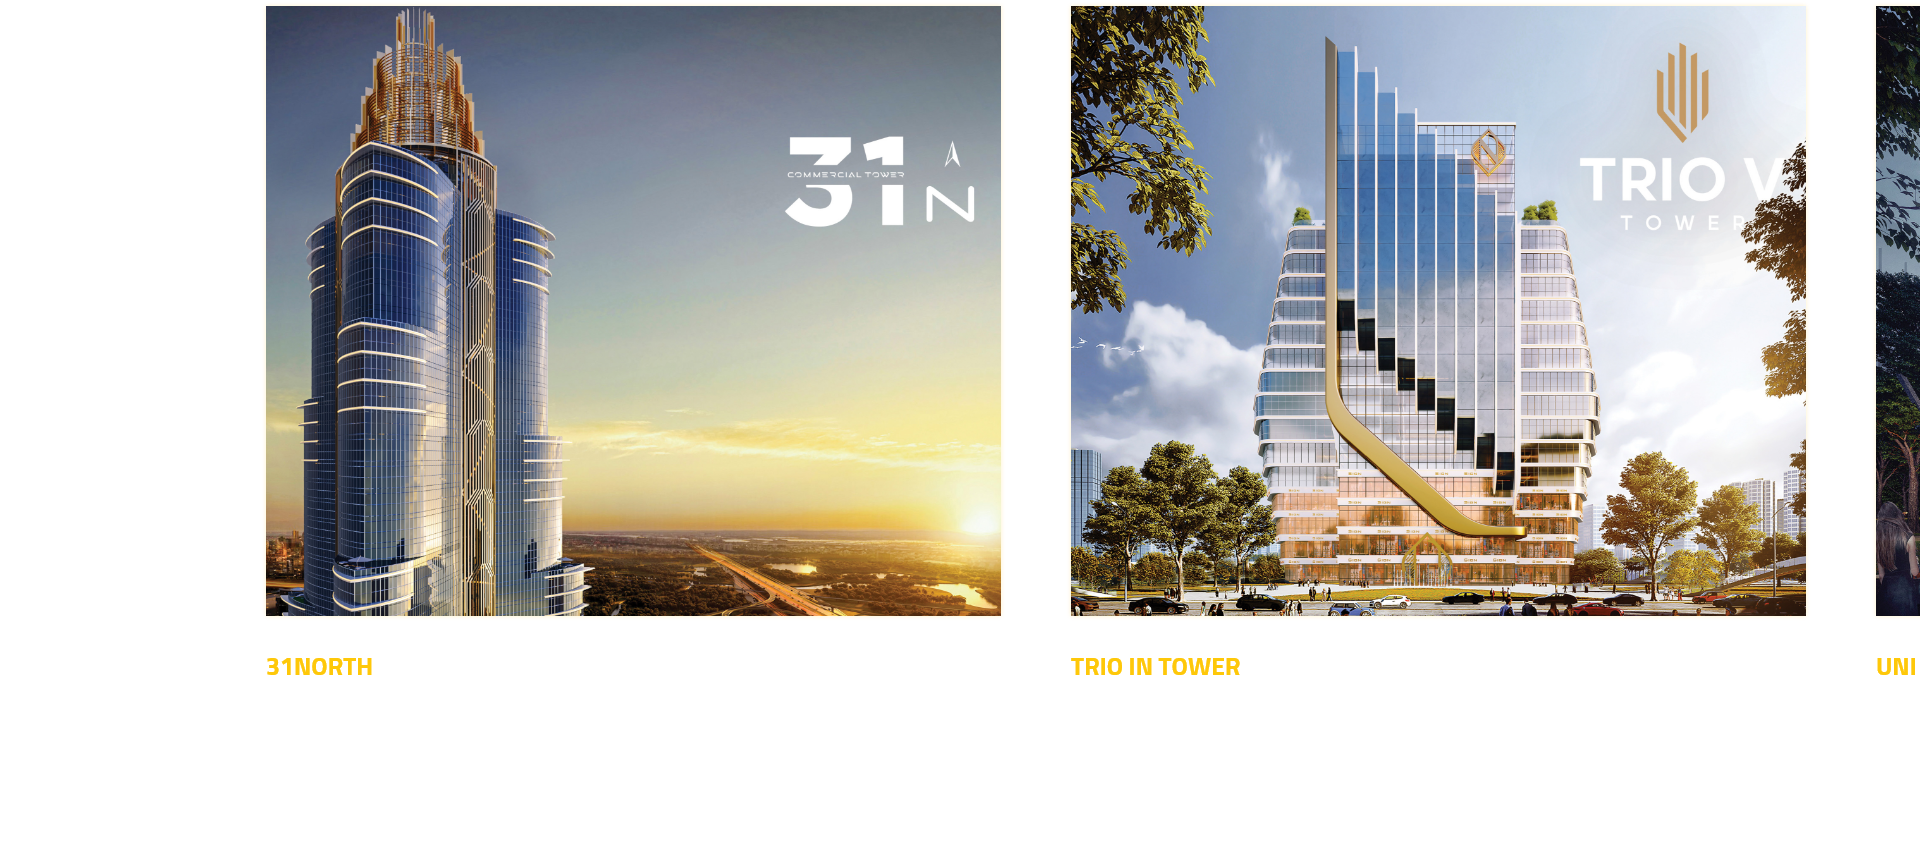 31
COMMERCIAL TOWER
N
TRIO V
TOWER
31NORTH
TRIO IN TOWER
UNI